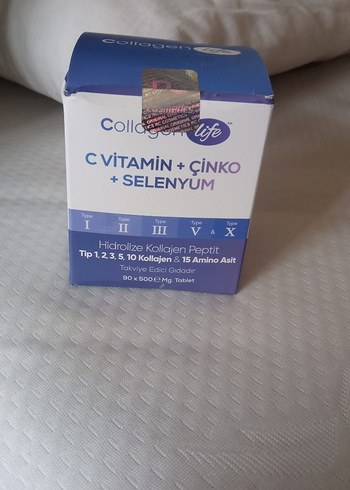 Collagen life
Collagen life
C VİTAMİN + ÇİNKO
+ SELENYUM
Type Type Type Type Type
I II III V & X
Hidrolize Kollajen Peptit
Tip 1, 2, 3, 5, 10 Kollajen & 15 Amino Asit
Takviye Edici Gıdadır
90 x 500 ℮ Mg. Tablet